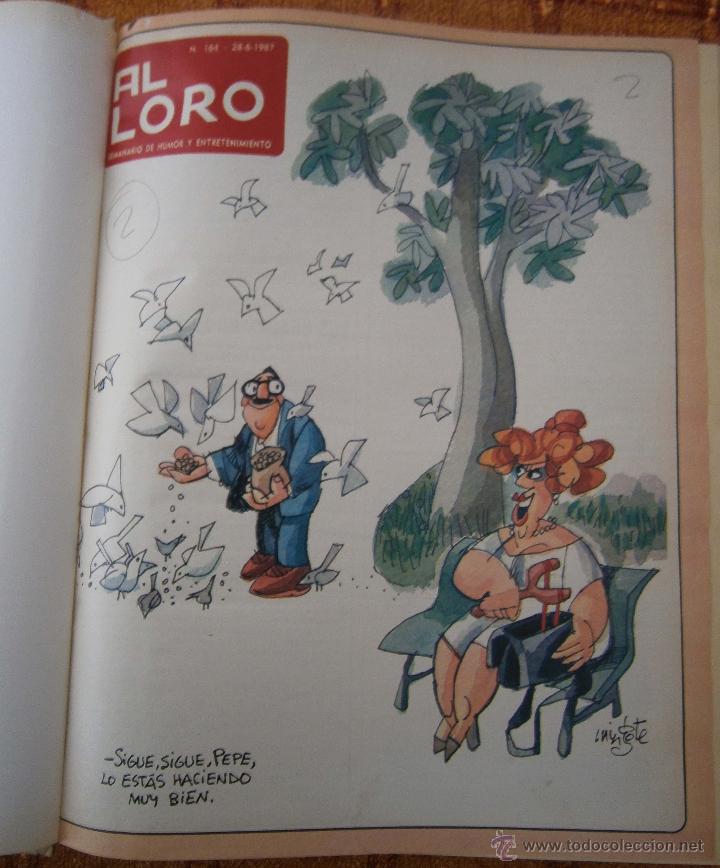 N. 164 - 28-6-1987
AL
LORO
SEMANARIO DE HUMOR Y ENTRETENIMIENTO
2
2
-SIGUE, SIGUE, PEPE,
LO ESTÁS HACIENDO
MUY BIEN.
© www.todocoleccion.net